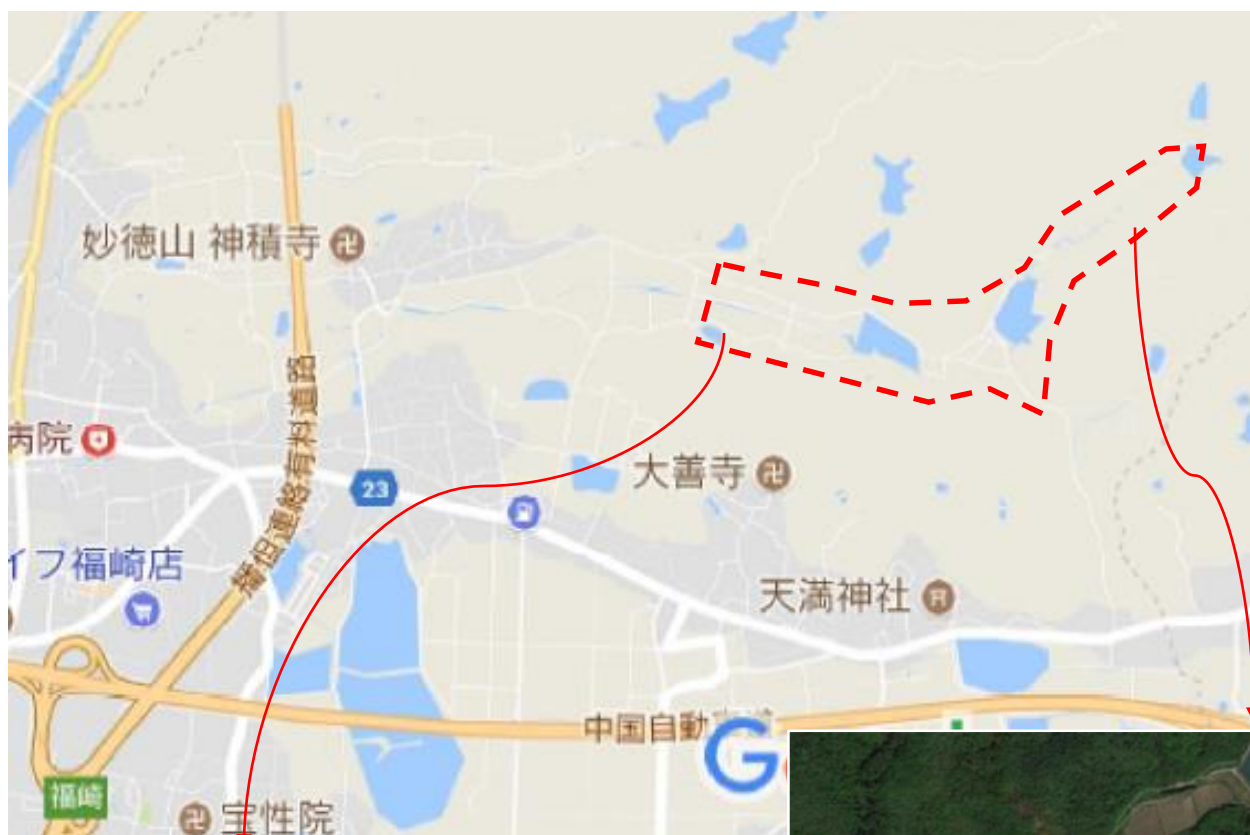 妙徳山 神積寺
播但連絡有料道路
病院
23
大善寺
イフ福崎店
天満神社
中国自動
G
福崎
宝性院